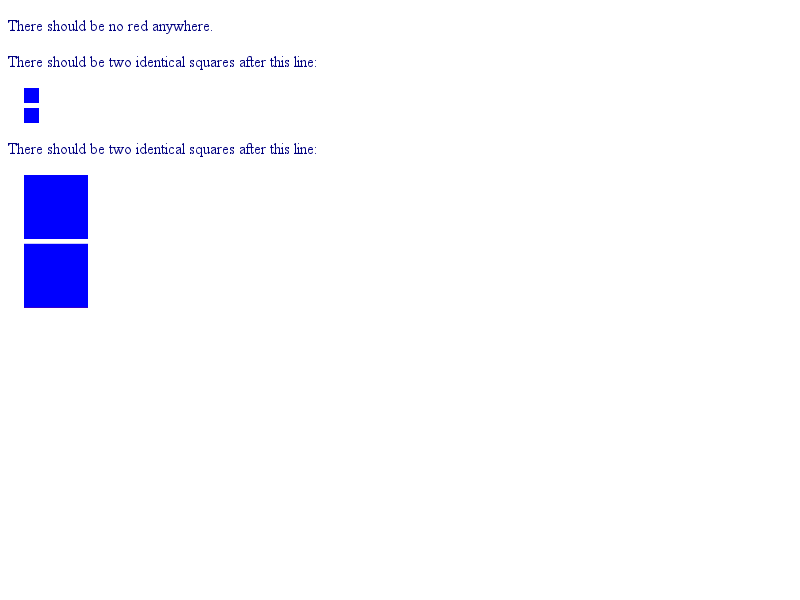 There should be no red anywhere.
There should be two identical squares after this line:
There should be two identical squares after this line: